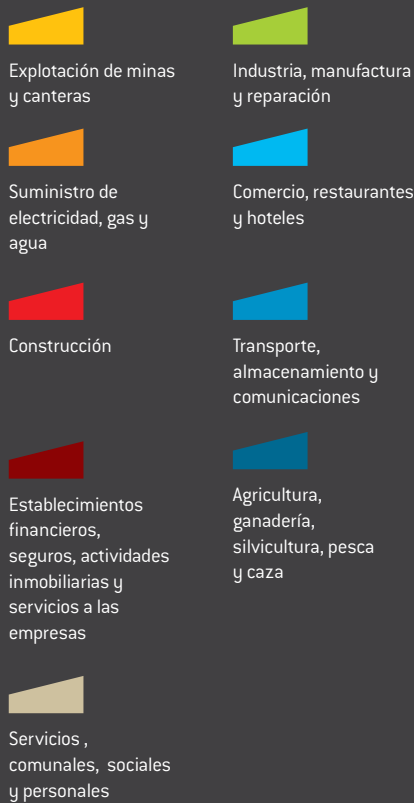 Explotación de minas
y canteras
Industria, manufactura
y reparación
Suministro de
electricidad, gas y
agua
Comercio, restaurantes
y hoteles
Construcción
Transporte,
almacenamiento y
comunicaciones
Establecimientos
financieros,
seguros, actividades
inmobiliarias y
servicios a las
empresas
Agricultura,
ganadería,
silvicultura, pesca
y caza
Servicios ,
comunales, sociales
y personales